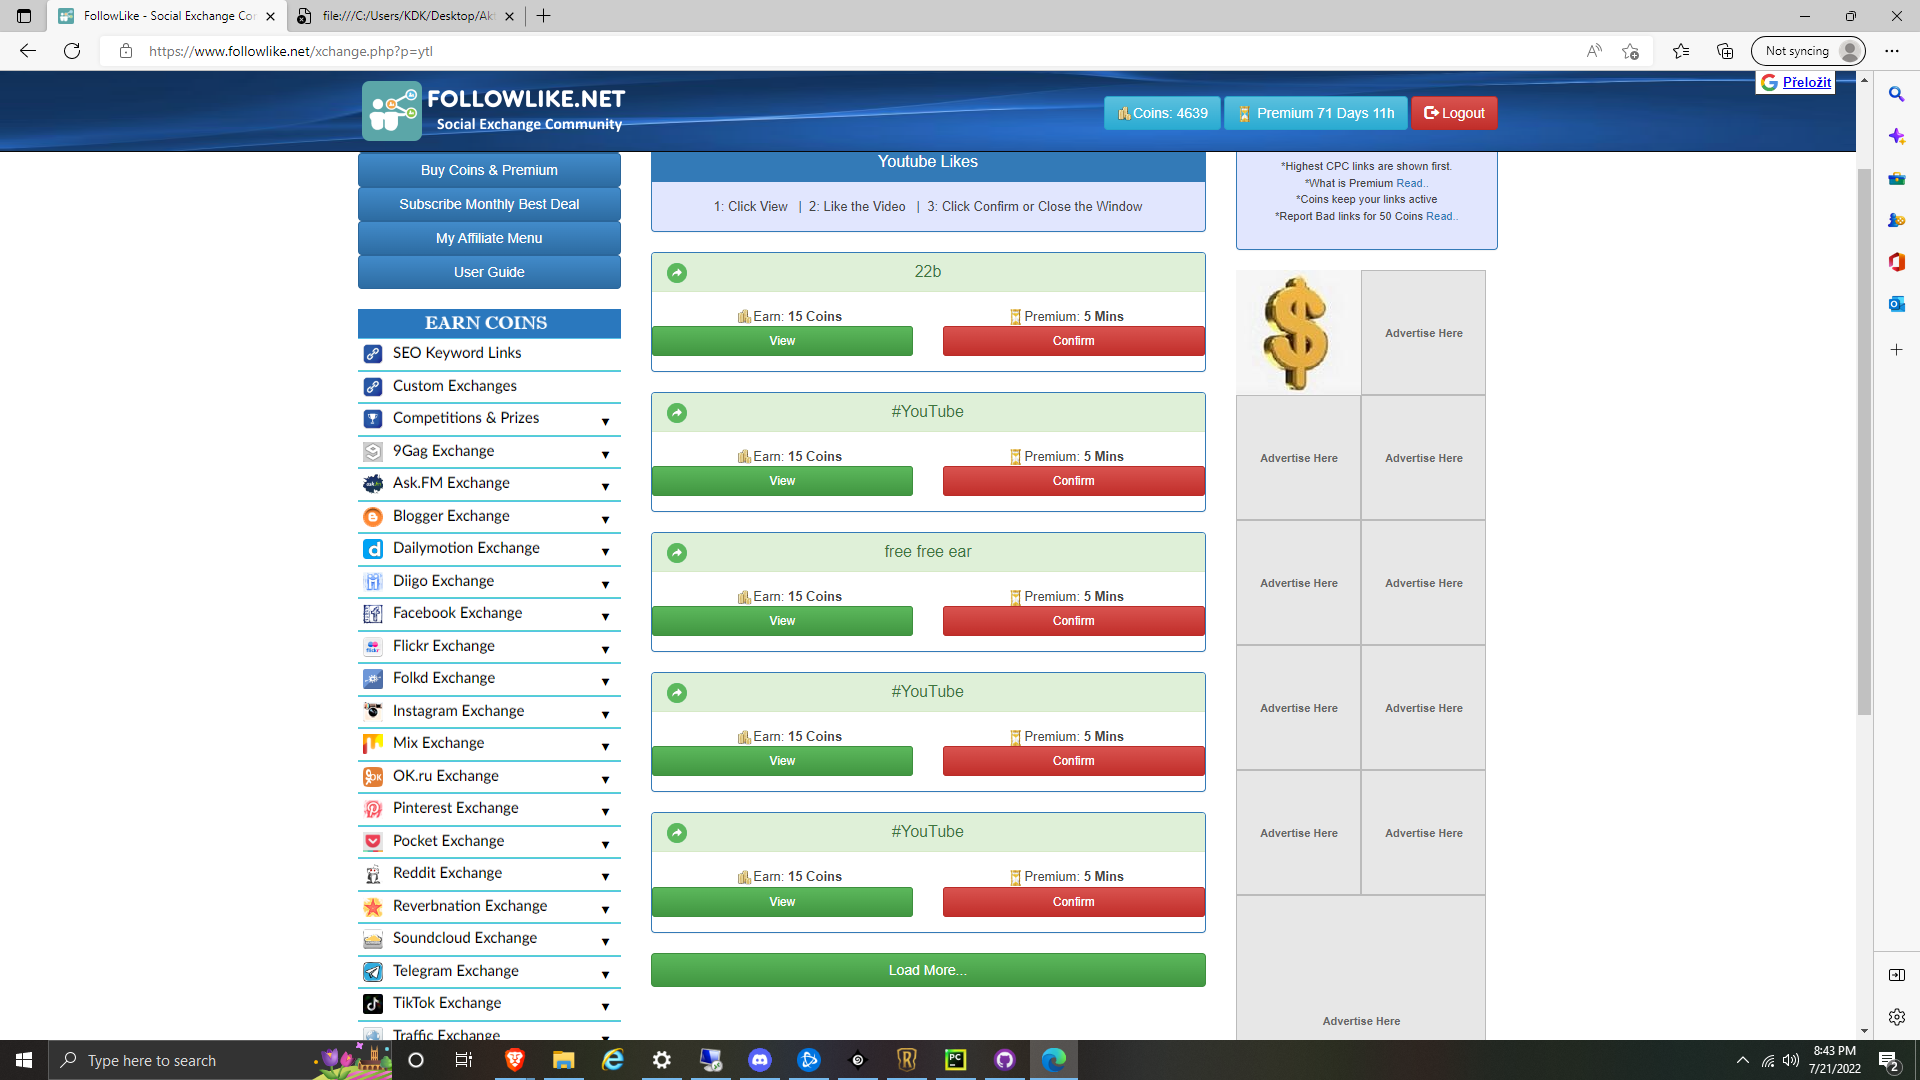 FollowLike - Social Exchange Cor
file:///C:/Users/KDK/Desktop/Akt
https://www.followlike.net/xchange.php?p=ytl
Not syncing
Přeložit
FOLLOWLIKE.NET
Social Exchange Community
Coins: 4639
Premium 71 Days 11h
Logout
Buy Coins & Premium
Subscribe Monthly Best Deal
My Affiliate Menu
User Guide
EARN COINS
SEO Keyword Links
Custom Exchanges
Competitions & Prizes
9Gag Exchange
Ask.FM Exchange
Blogger Exchange
Dailymotion Exchange
Diigo Exchange
Facebook Exchange
Flickr Exchange
Folkd Exchange
Instagram Exchange
Mix Exchange
OK.ru Exchange
Pinterest Exchange
Pocket Exchange
Reddit Exchange
Reverbnation Exchange
Soundcloud Exchange
Telegram Exchange
TikTok Exchange
Traffic Exchange
Youtube Likes
1: Click View | 2: Like the Video | 3: Click Confirm or Close the Window
22b
Earn: 15 Coins Premium: 5 Mins
View Confirm
#YouTube
Earn: 15 Coins Premium: 5 Mins
View Confirm
free free ear
Earn: 15 Coins Premium: 5 Mins
View Confirm
#YouTube
Earn: 15 Coins Premium: 5 Mins
View Confirm
#YouTube
Earn: 15 Coins Premium: 5 Mins
View Confirm
Load More...
*Highest CPC links are shown first.
*What is Premium Read..
*Coins keep your links active
*Report Bad links for 50 Coins Read..
Advertise Here
Advertise Here Advertise Here
Advertise Here Advertise Here
Advertise Here Advertise Here
Advertise Here Advertise Here
Advertise Here
Type here to search
8:43 PM
7/21/2022
2